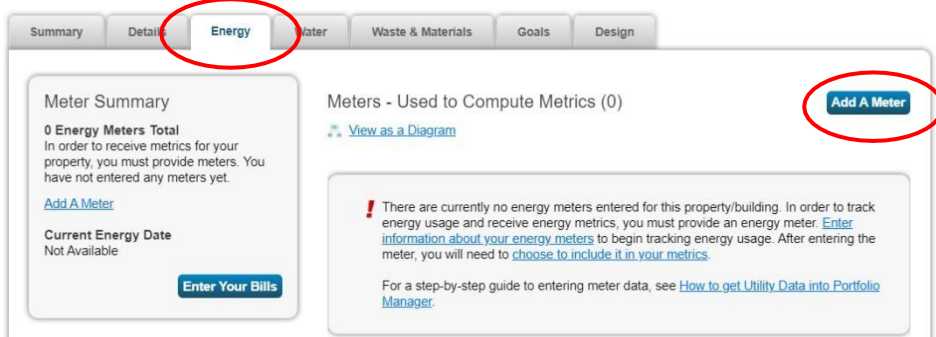 Summary Details Energy Water Waste & Materials Goals Design
Meter Summary
0 Energy Meters Total
In order to receive metrics for your
property, you must provide meters. You
have not entered any meters yet.
Add A Meter
Current Energy Date
Not Available
Enter Your Bills
Meters - Used to Compute Metrics (0)
Add A Meter
View as a Diagram
There are currently no energy meters entered for this property/building. In order to track
energy usage and receive energy metrics, you must provide an energy meter. Enter
information about your energy meters to begin tracking energy usage. After entering the
meter, you will need to choose to include it in your metrics.
For a step-by-step guide to entering meter data, see How to get Utility Data into Portfolio
Manager.